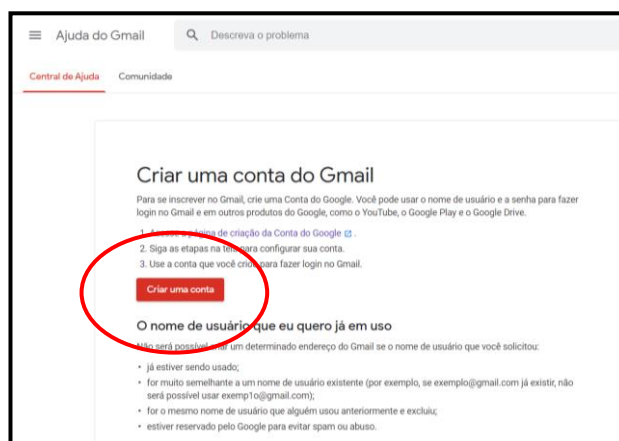 Ajuda do Gmail
Descreva o problema
Central de Ajuda
Comunidade
Criar uma conta do Gmail
Para se inscrever no Gmail, crie uma Conta do Google. Você pode usar o nome de usuário e a senha para fazer
login no Gmail e em outros produtos do Google, como o YouTube, o Google Play e o Google Drive.
1. Acesse a página de criação da Conta do Google.
2. Siga as etapas na tela para configurar sua conta.
3. Use a conta que você criou para fazer login no Gmail.
Criar uma conta
O nome de usuário que eu quero já em uso
Não será possível criar um determinado endereço do Gmail se o nome de usuário que você solicitou:
• já estiver sendo usado;
• for muito semelhante a um nome de usuário existente (por exemplo, se exemplo@gmail.com já existir, não
será possível usar exemp1o@gmail.com);
• for o mesmo nome de usuário que alguém usou anteriormente e excluiu;
• estiver reservado pelo Google para evitar spam ou abuso.